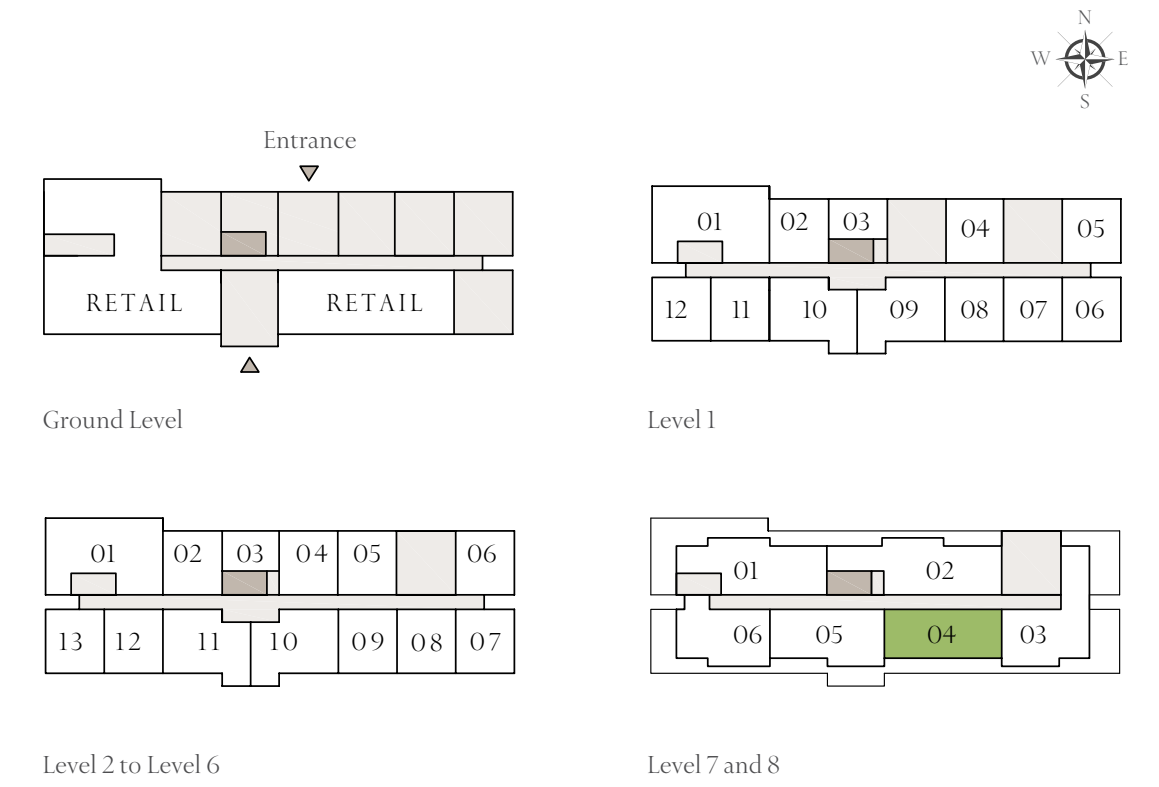 N
W E
S
Entrance
RETAIL RETAIL
Ground Level
01 02 03 04 05
12 11 10 09 08 07 06
Level 1
01 02 03 04 05 06
13 12 11 10 09 08 07
Level 2 to Level 6
01 02
06 05 04 03
Level 7 and 8